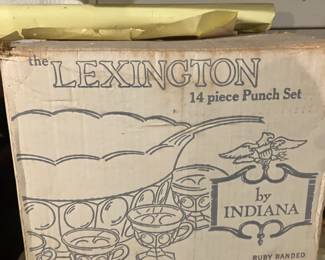 the LEXINGTON
14 piece Punch Set
by
INDIANA
RUBY BANDED